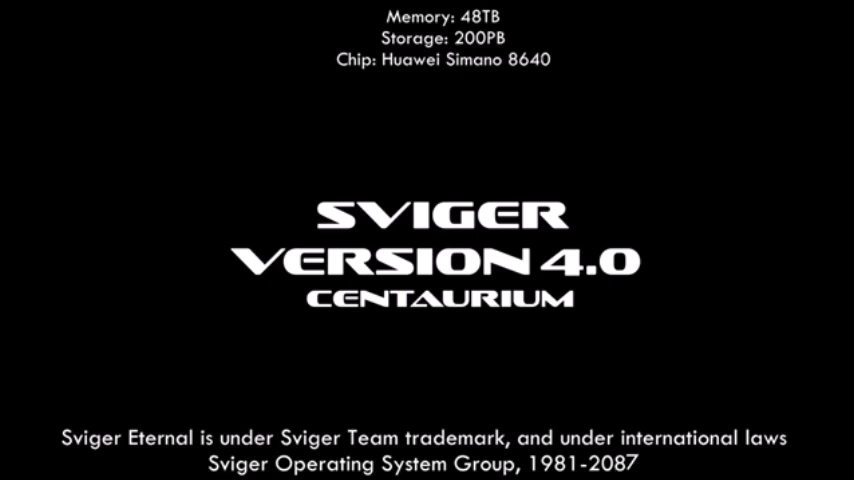 Memory: 48TB
Storage: 200PB
Chip: Huawei Simano 8640
SVIGER
VERSION 4.0
CENTAURIUM
Sviger Eternal is under Sviger Team trademark, and under international laws
Sviger Operating System Group, 1981-2087